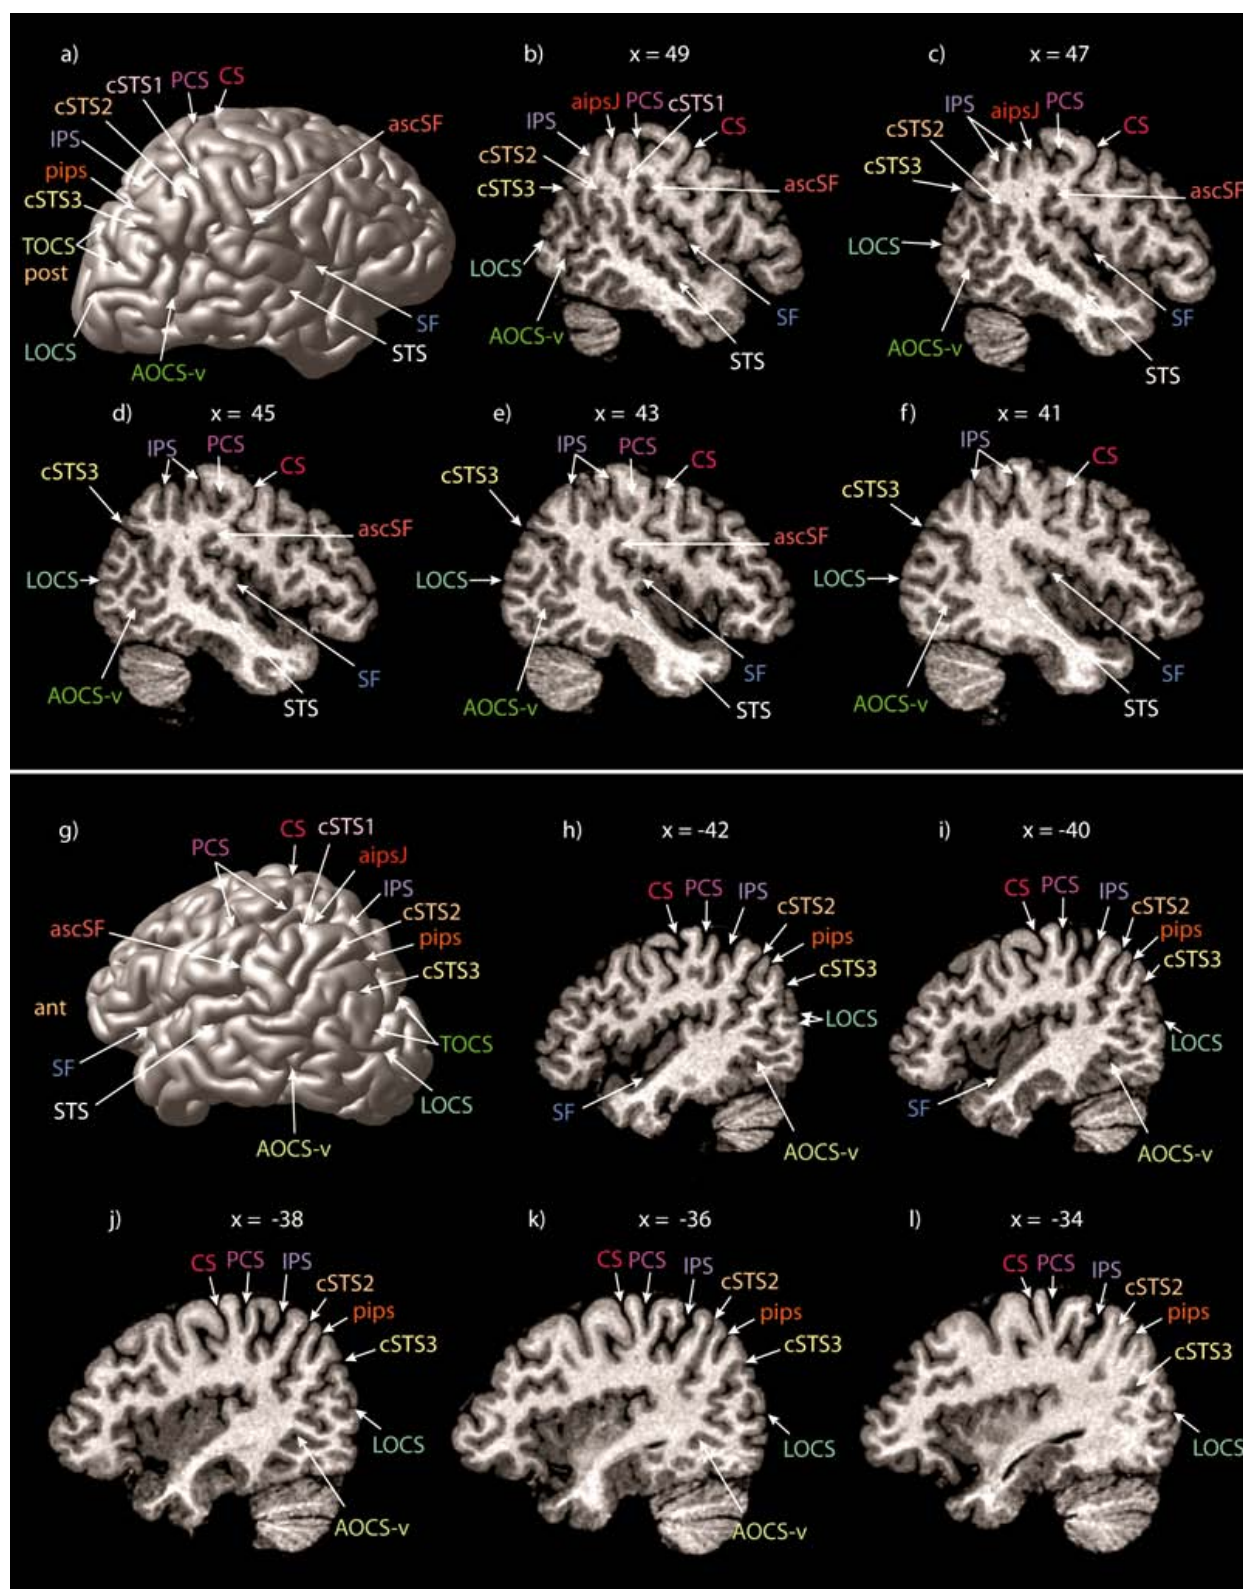 a)
cSTS1 PCS CS
cSTS2
IPS
ascSF
pips
cSTS3
TOCS
post
LOCS
AOCS-v
SF
STS
b) x = 49
aipsJ PCS cSTS1
IPS
CS
cSTS2
cSTS3
ascSF
LOCS
AOCS-v
SF
STS
c) x = 47
IPS aipsJ PCS
CS
cSTS2
cSTS3
ascSF
LOCS
AOCS-v
SF
STS
d) x = 45
IPS PCS
CS
cSTS3
ascSF
LOCS
AOCS-v
SF
STS
e) x = 43
IPS PCS
CS
cSTS3
ascSF
LOCS
AOCS-v
SF
STS
f) x = 41
IPS
CS
cSTS3
LOCS
AOCS-v
SF
STS
g)
CS cSTS1
PCS
aipsJ
IPS
cSTS2
ascSF
pips
cSTS3
ant
TOCS
SF
STS
LOCS
AOCS-v
h) x = -42
CS PCS IPS
cSTS2
pips
cSTS3
LOCS
SF
AOCS-v
i) x = -40
CS PCS IPS
cSTS2
pips
cSTS3
LOCS
SF
AOCS-v
j) x = -38
CS PCS IPS
cSTS2
pips
cSTS3
LOCS
AOCS-v
k) x = -36
CS PCS IPS
cSTS2
pips
cSTS3
LOCS
AOCS-v
l) x = -34
CS PCS IPS
cSTS2
pips
cSTS3
LOCS